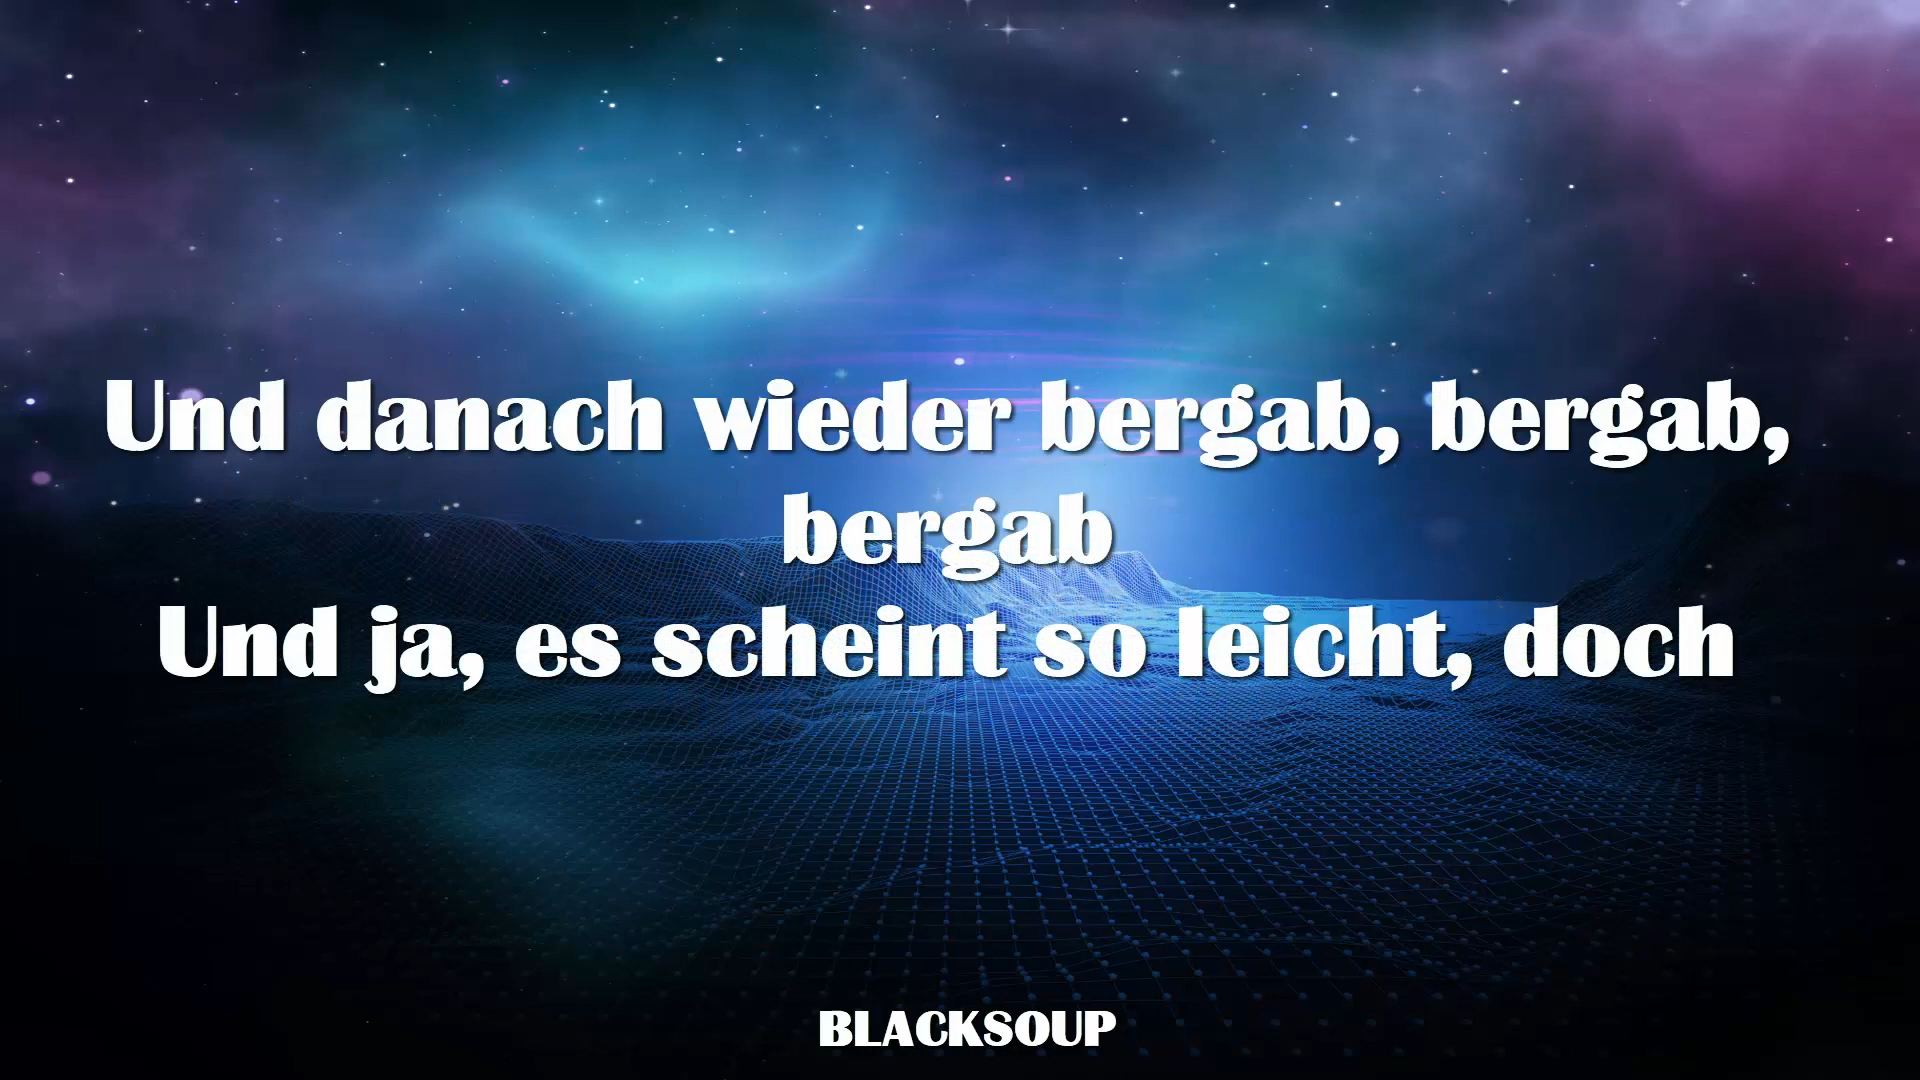 Und danach wieder bergab, bergab,
bergab
Und ja, es scheint so leicht, doch
BLACKSOUP